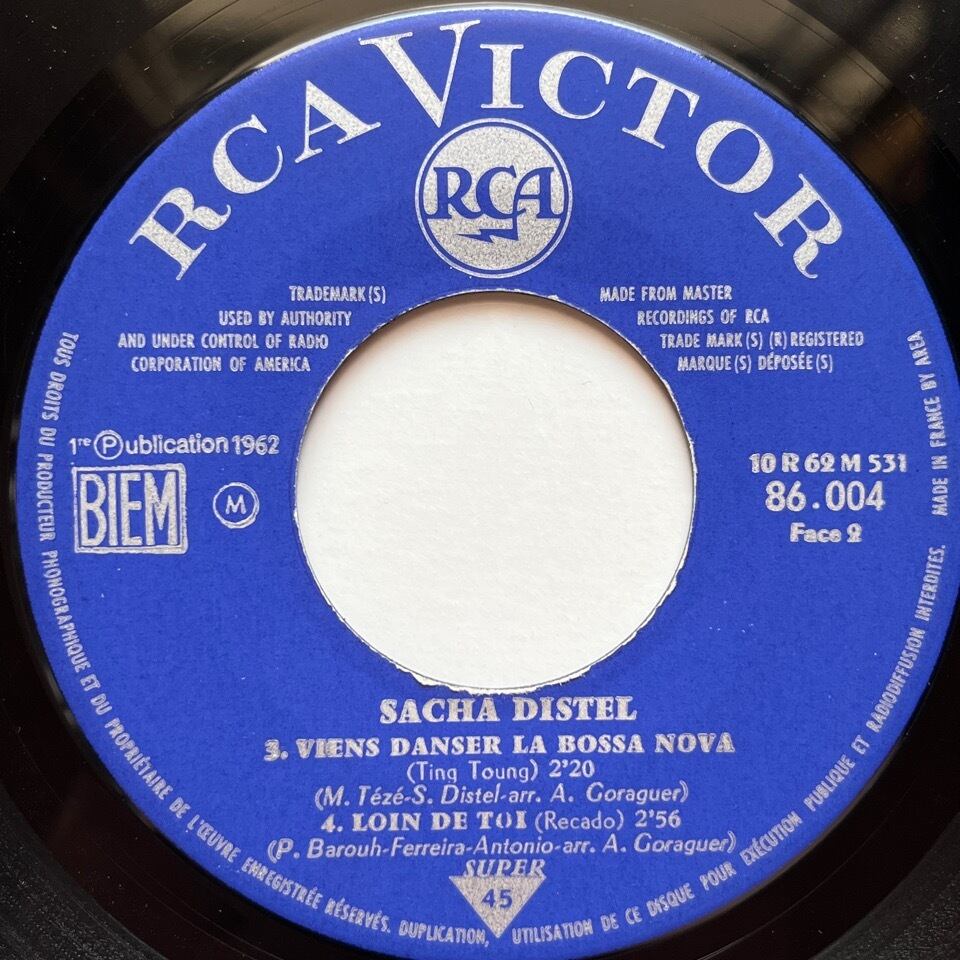 RCA VICTOR
RCA
TRADEMARK(S)
USED BY AUTHORITY
AND UNDER CONTROL OF RADIO
CORPORATION OF AMERICA
MADE FROM MASTER
RECORDINGS OF RCA
TRADE MARK(S) (R) REGISTERED
MARQUE(S) DÉPOSÉE(S)
1re Ⓟublication 1962
BIEM
M
10 R 62 M 531
86.004
Face 2
SACHA DISTEL
3. VIENS DANSER LA BOSSA NOVA
(Ting Toung) 2'20
(M. Tézé-S. Distel-arr. A. Goraguer)
4. LOIN DE TOI (Recado) 2'56
(P. Barouh-Ferreira-Antonio-arr. A. Goraguer)
SUPER
45
TOUS DROITS DU PRODUCTEUR PHONOGRAPHIQUE ET DU PROPRIÉTAIRE DE L'ŒUVRE ENREGISTRÉE RÉSERVÉS. DUPLICATION, UTILISATION DE CE DISQUE POUR EXÉCUTION PUBLIQUE ET RADIODIFFUSION INTERDITES. MADE IN FRANCE BY AREA